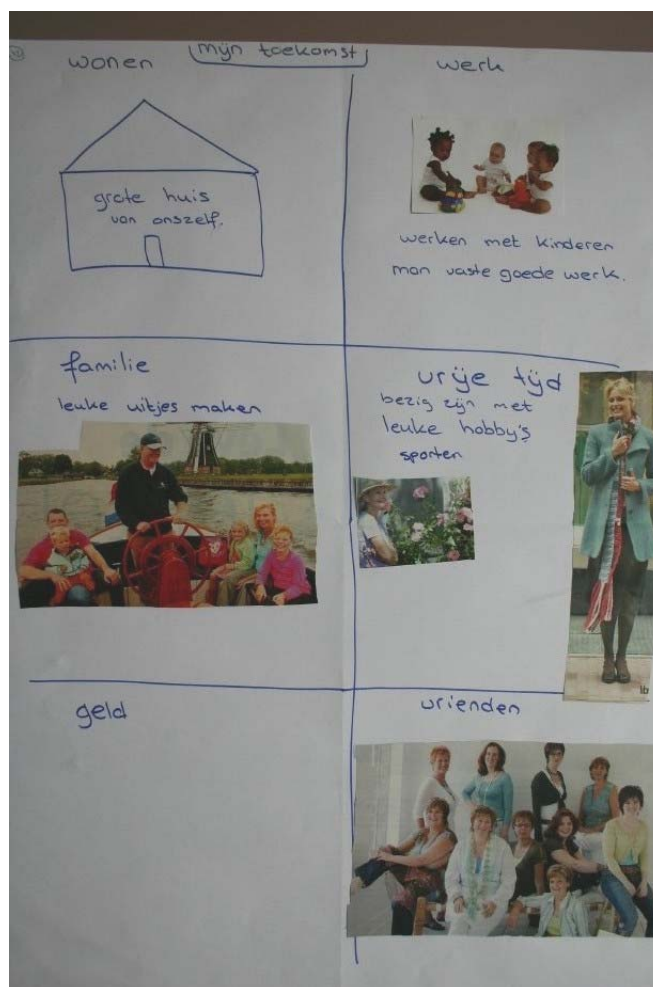 mijn toekomst
wonen
grote huis
van onszelf.
werk
werken met kinderen
man vaste goede werk.
familie
leuke uitjes maken
vrije tijd
bezig zijn met
leuke hobby's
sporten
geld
vrienden